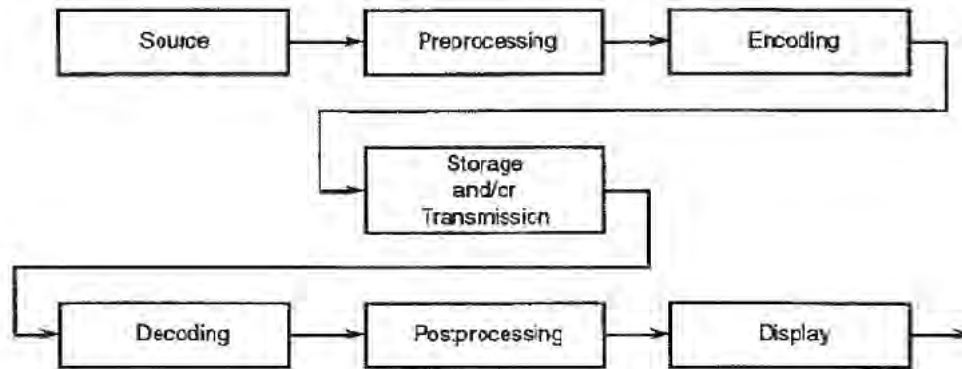 Source
Preprocessing
Encoding
Storage
and/or
Transmission
Decoding
Postprocessing
Display